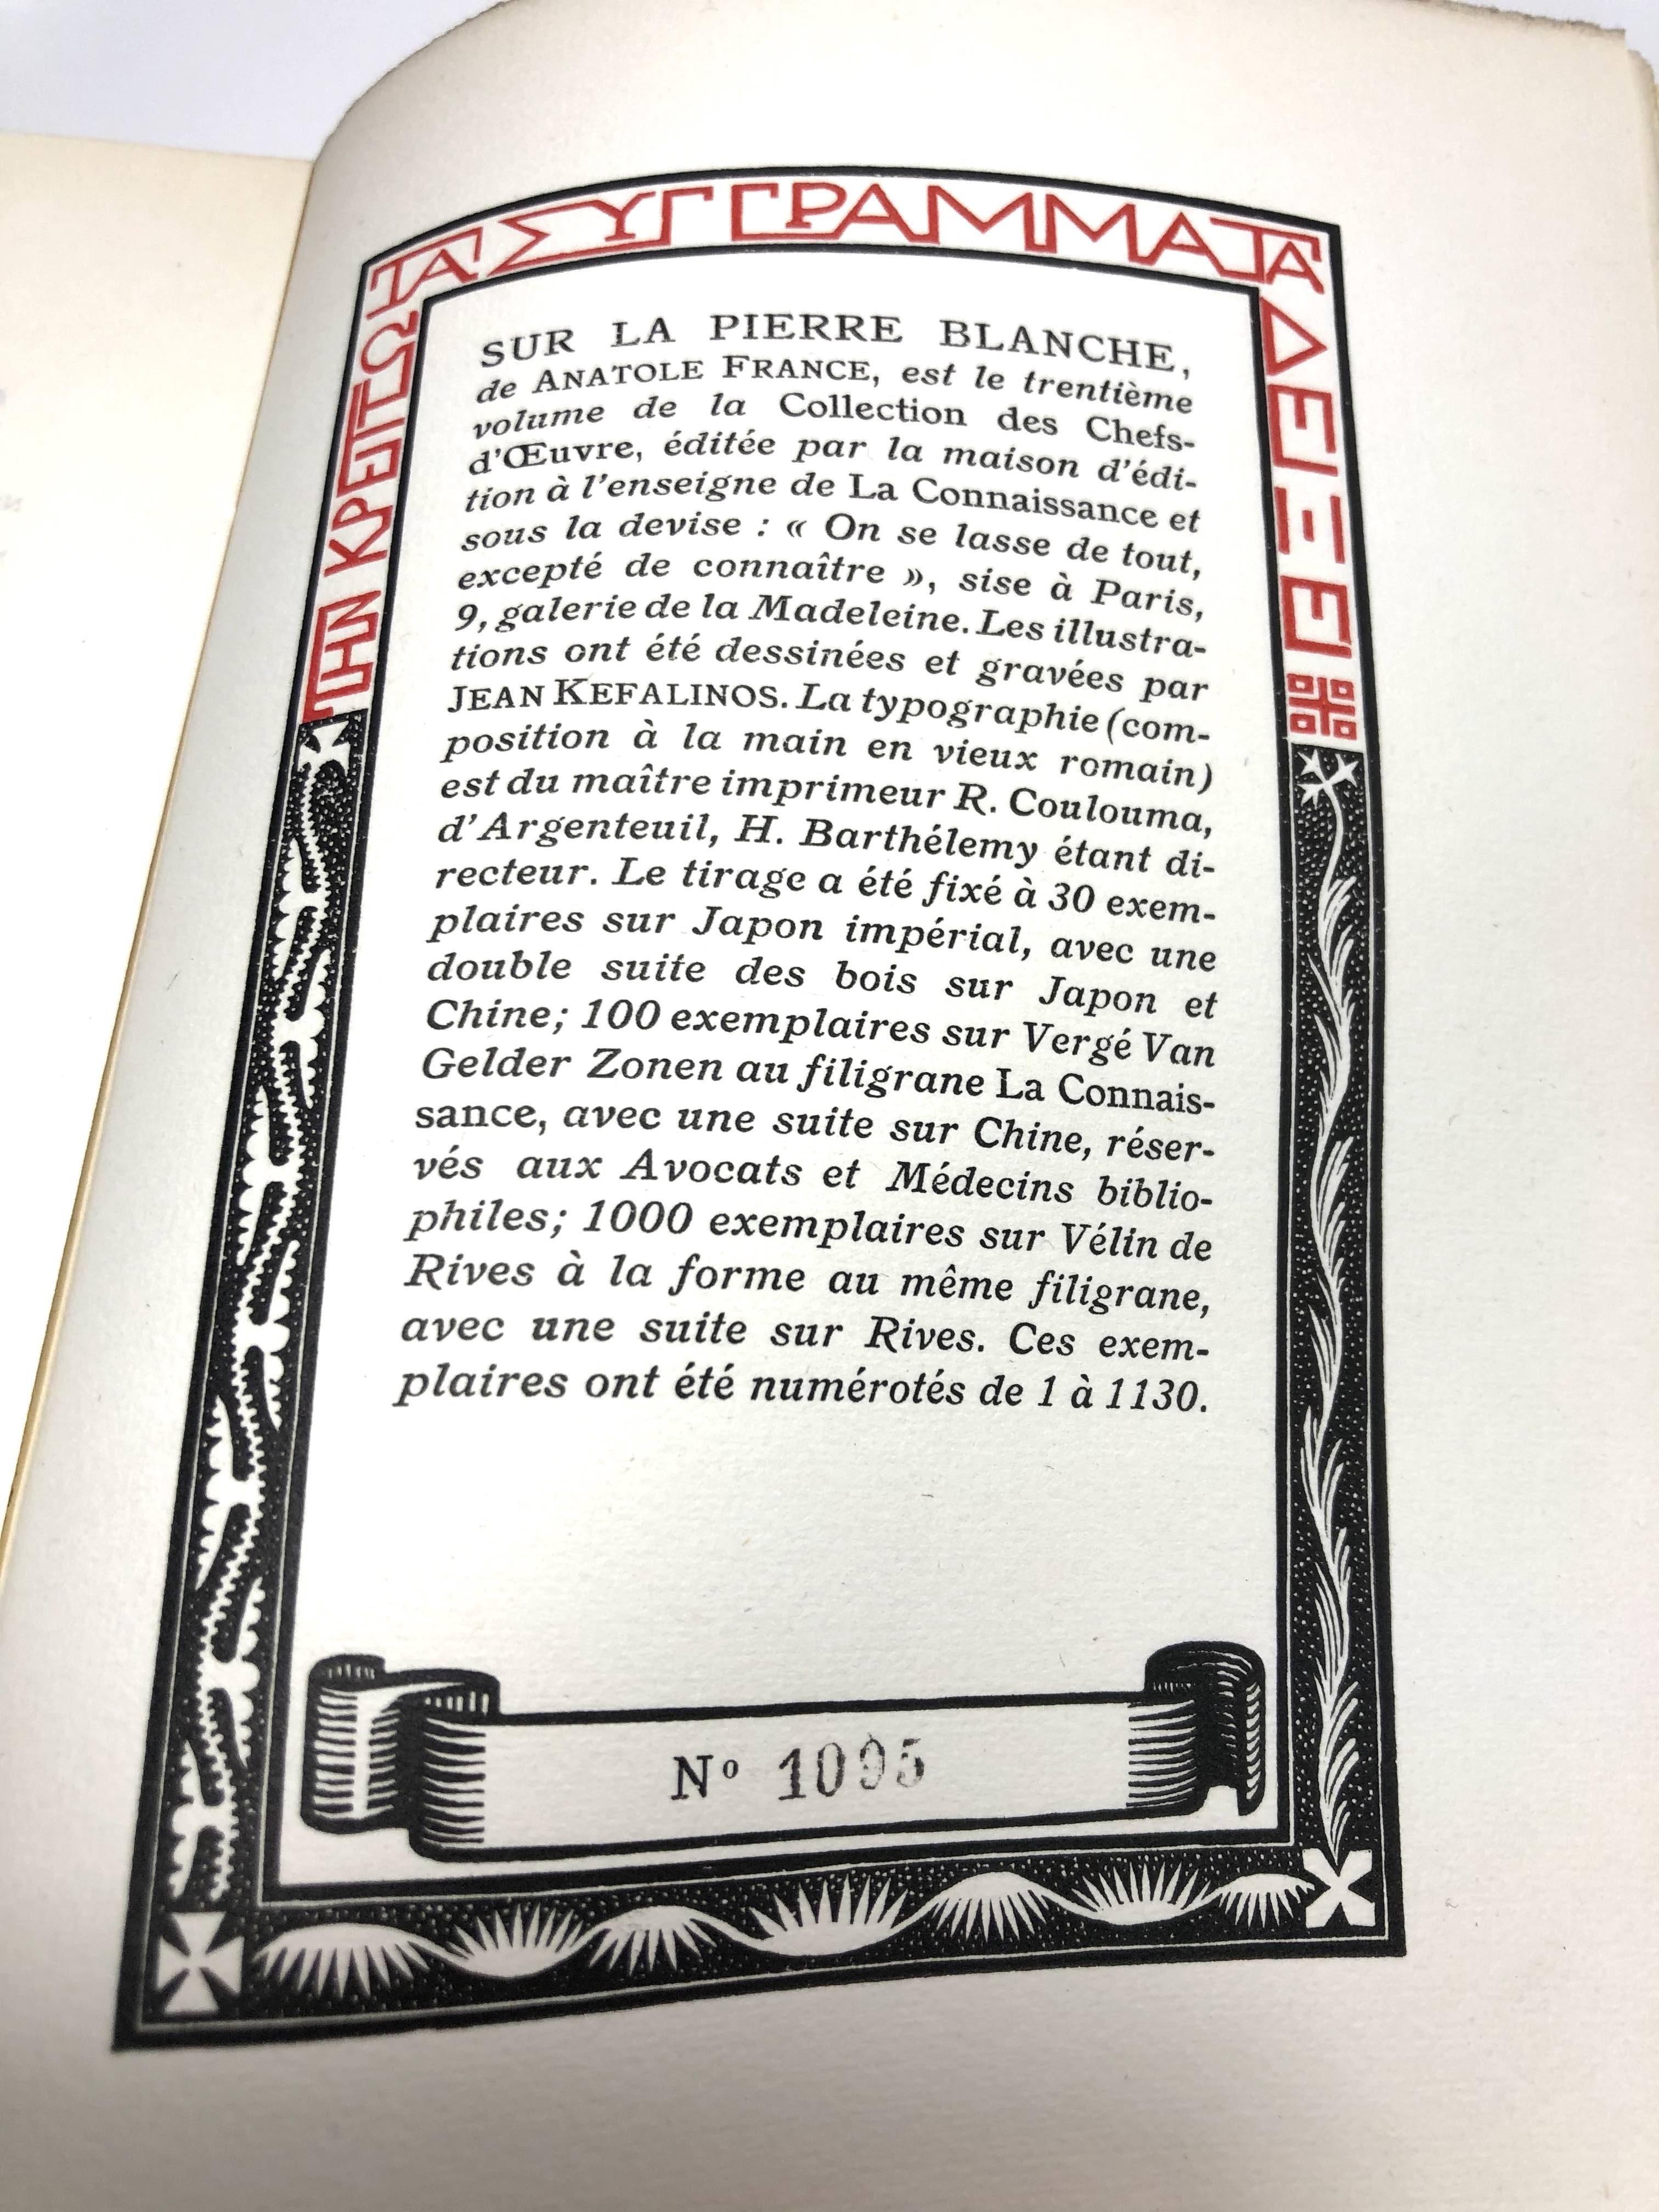 ΤΗΝ ΚΡΕΙΤΤΩ
ΤΑ ΣΥΓΓΡΑΜΜΑΤΑ
SUR LA PIERRE BLANCHE,
de ANATOLE FRANCE, est le trentième
volume de la Collection des Chefs-
d'Œuvre, éditée par la maison d'édi-
tion à l'enseigne de La Connaissance et
sous la devise : « On se lasse de tout,
excepté de connaître », sise à Paris,
9, galerie de la Madeleine. Les illustra-
tions ont été dessinées et gravées par
JEAN KEFALINOS. La typographie (com-
position à la main en vieux romain)
est du maître imprimeur R. Coulouma,
d'Argenteuil, H. Barthélemy étant di-
recteur. Le tirage a été fixé à 30 exem-
plaires sur Japon impérial, avec une
double suite des bois sur Japon et
Chine; 100 exemplaires sur Vergé Van
Gelder Zonen au filigrane La Connais-
sance, avec une suite sur Chine, réser-
vés aux Avocats et Médecins biblio-
philes; 1000 exemplaires sur Vélin de
Rives à la forme au même filigrane,
avec une suite sur Rives. Ces exem-
plaires ont été numérotés de 1 à 1130.
Nº 1095